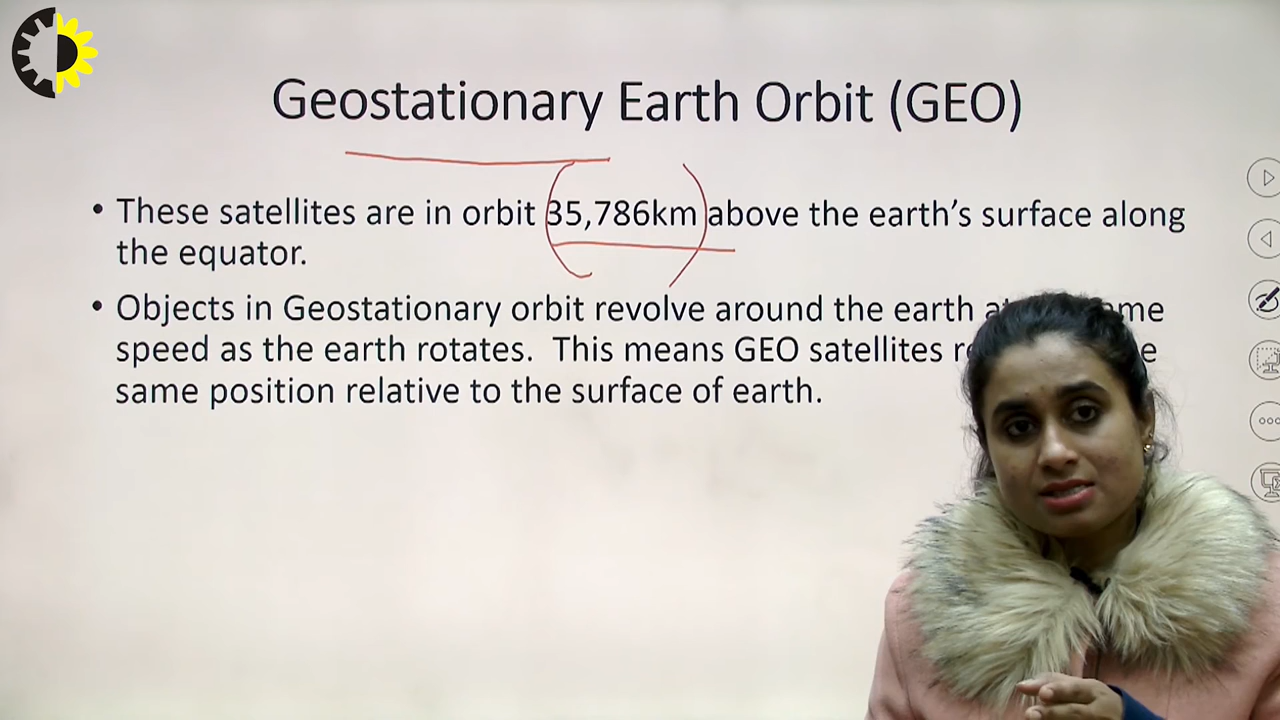 Geostationary Earth Orbit (GEO)
• These satellites are in orbit 35,786km above the earth's surface along
the equator.
• Objects in Geostationary orbit revolve around the earth me
speed as the earth rotates. This means GEO satellites e
same position relative to the surface of earth.